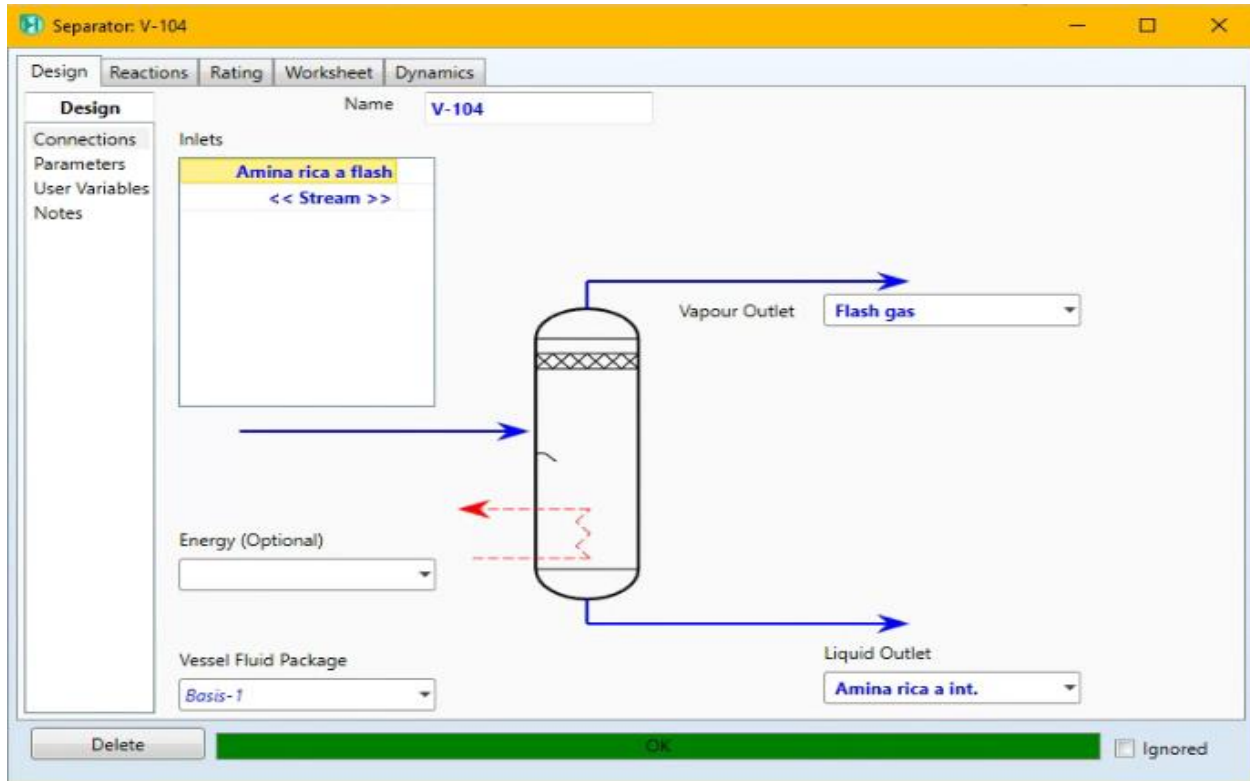 Separator: V-104
Design Reactions Rating Worksheet Dynamics
Design
Connections
Parameters
User Variables
Notes
Name V-104
Inlets
Amina rica a flash
<< Stream >>
Vapour Outlet Flash gas
Energy (Optional)
Vessel Fluid Package
Basis-1
Liquid Outlet
Amina rica a int.
Delete OK Ignored